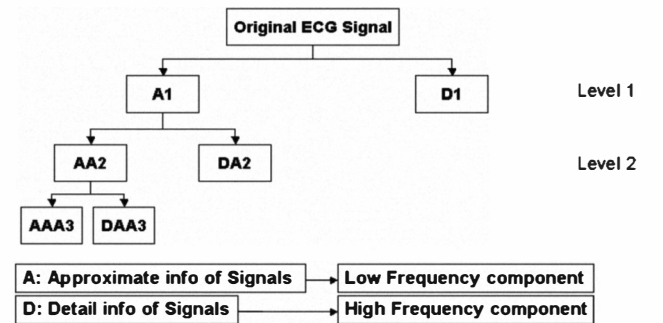 Original ECG Signal
A1
D1
Level 1
AA2
DA2
Level 2
AAA3
DAA3
A: Approximate info of Signals
Low Frequency component
D: Detail info of Signals
High Frequency component